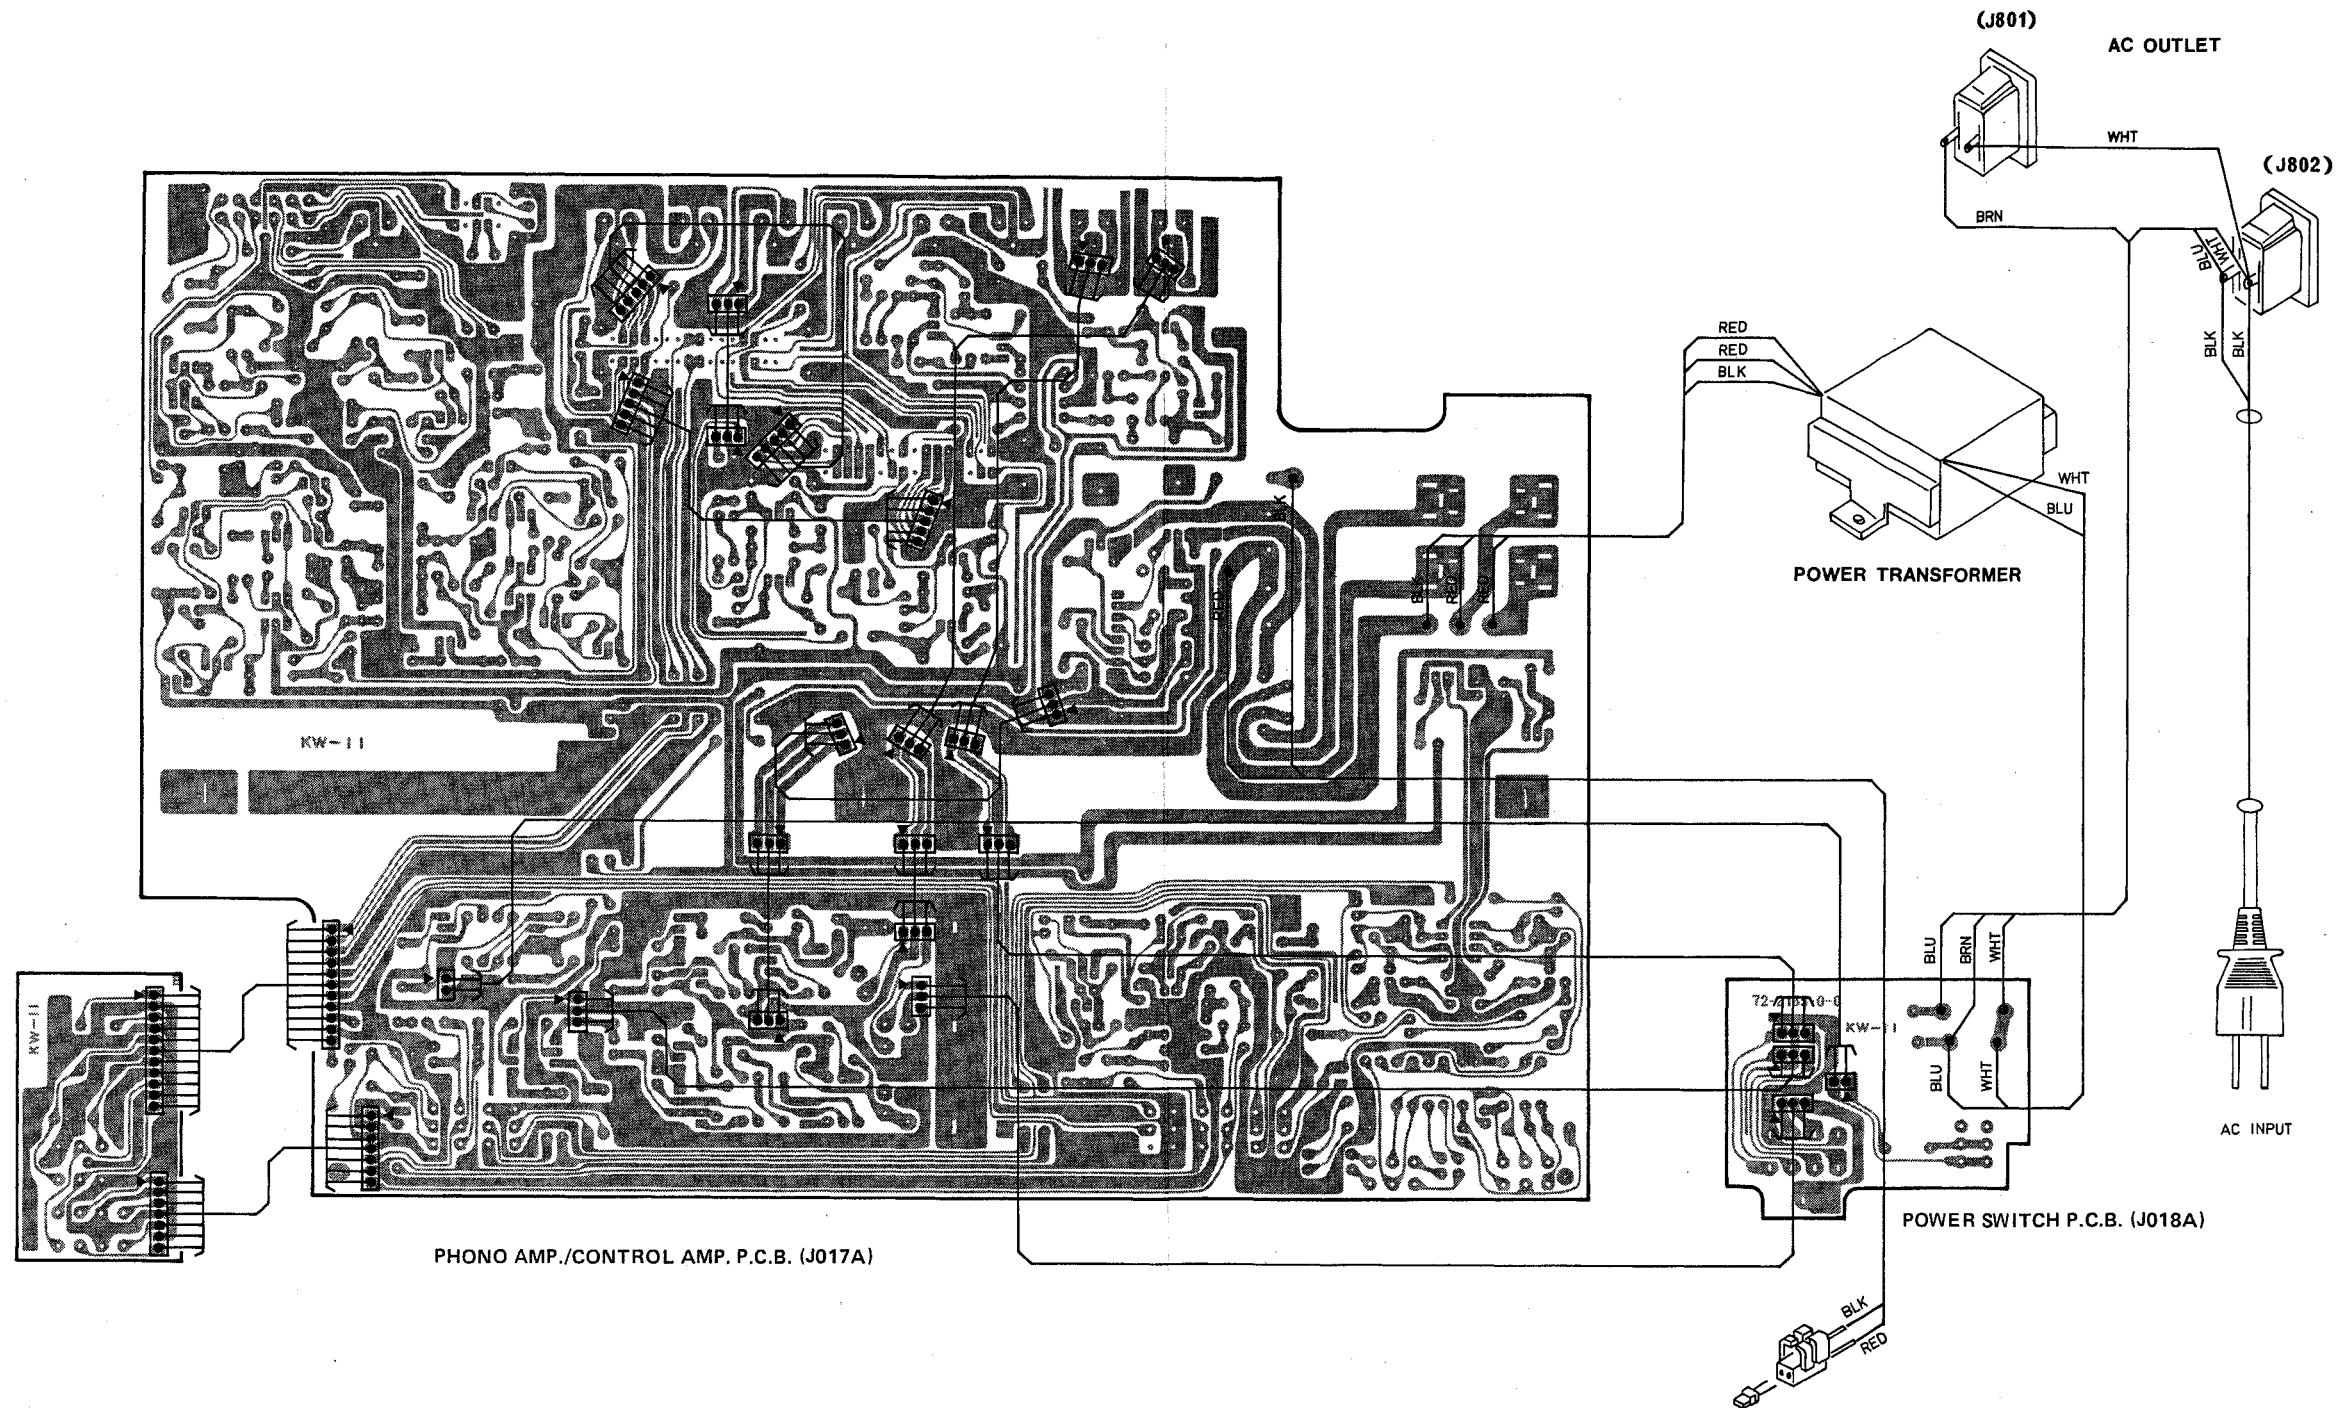 (J801)
AC OUTLET
WHT
(J802)
BRN
BLU
WHT
BLK
BLK
RED
RED
BLK
WHT
BLU
POWER TRANSFORMER
BLK
RED
BLK
RED
RED
KW-11
BLU
BRN
WHT
KW-11
KW-11
BLU
WHT
AC INPUT
POWER SWITCH P.C.B. (J018A)
PHONO AMP./CONTROL AMP. P.C.B. (J017A)
BLK
RED